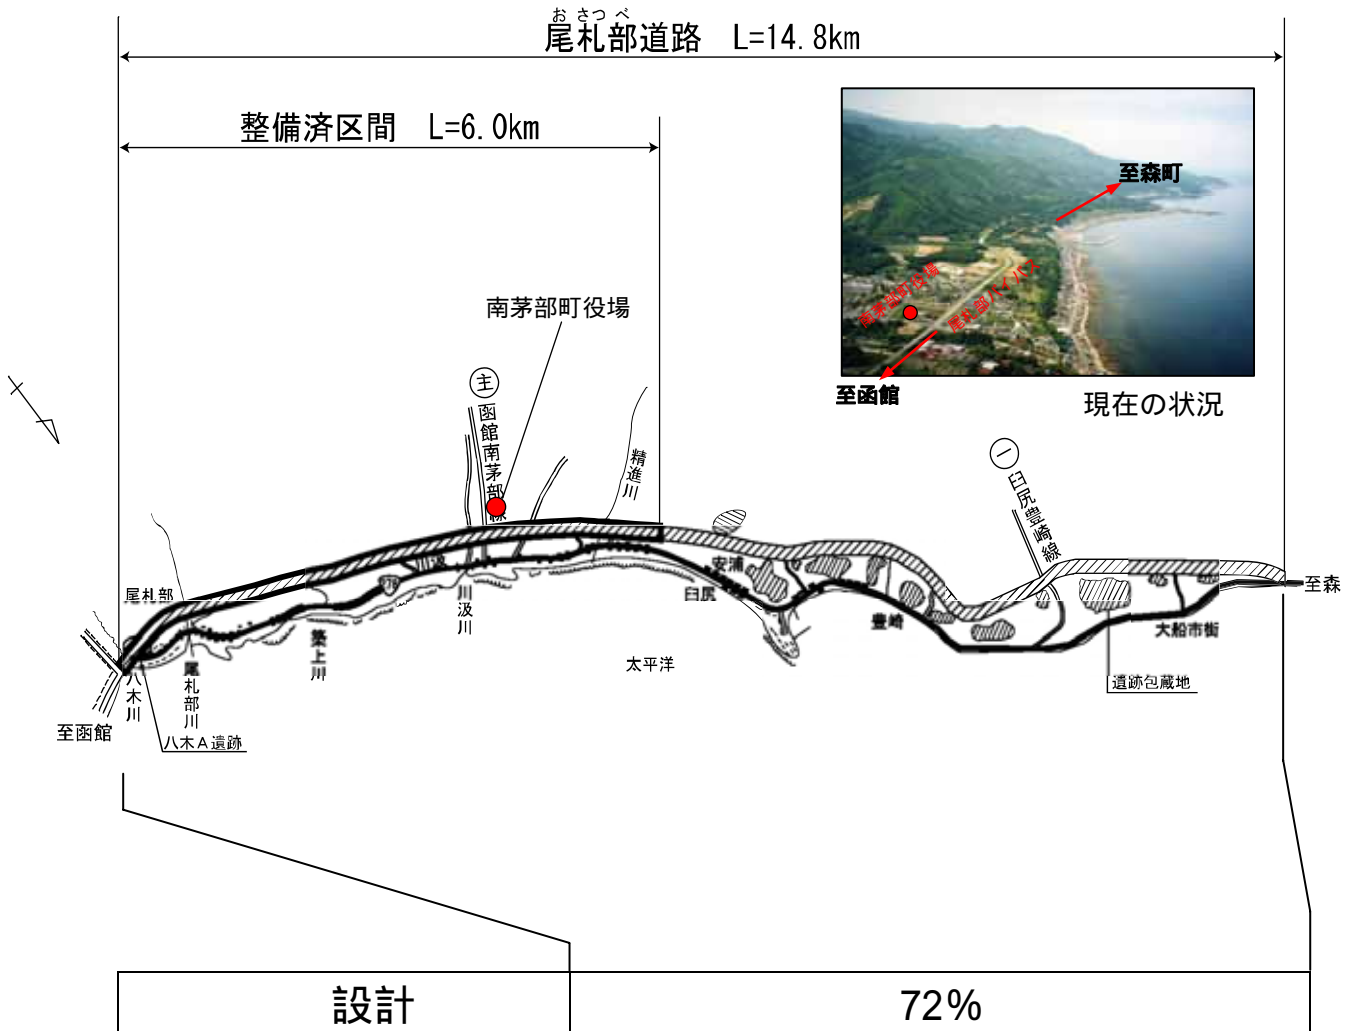 おさつべ
尾札部道路　L=14.8km
整備済区間　L=6.0km
至森町
南茅部町役場
尾札部バイパス
至函館
現在の状況
南茅部町役場
主
函館南茅部線
精進川
一
臼尻豊崎線
尾札部
川汲
278
安浦
臼尻
川汲川
築上川
尾札部川
八木川
至函館
八木A遺跡
太平洋
豊崎
大船市街
至森
遺跡包蔵地
設計
72%